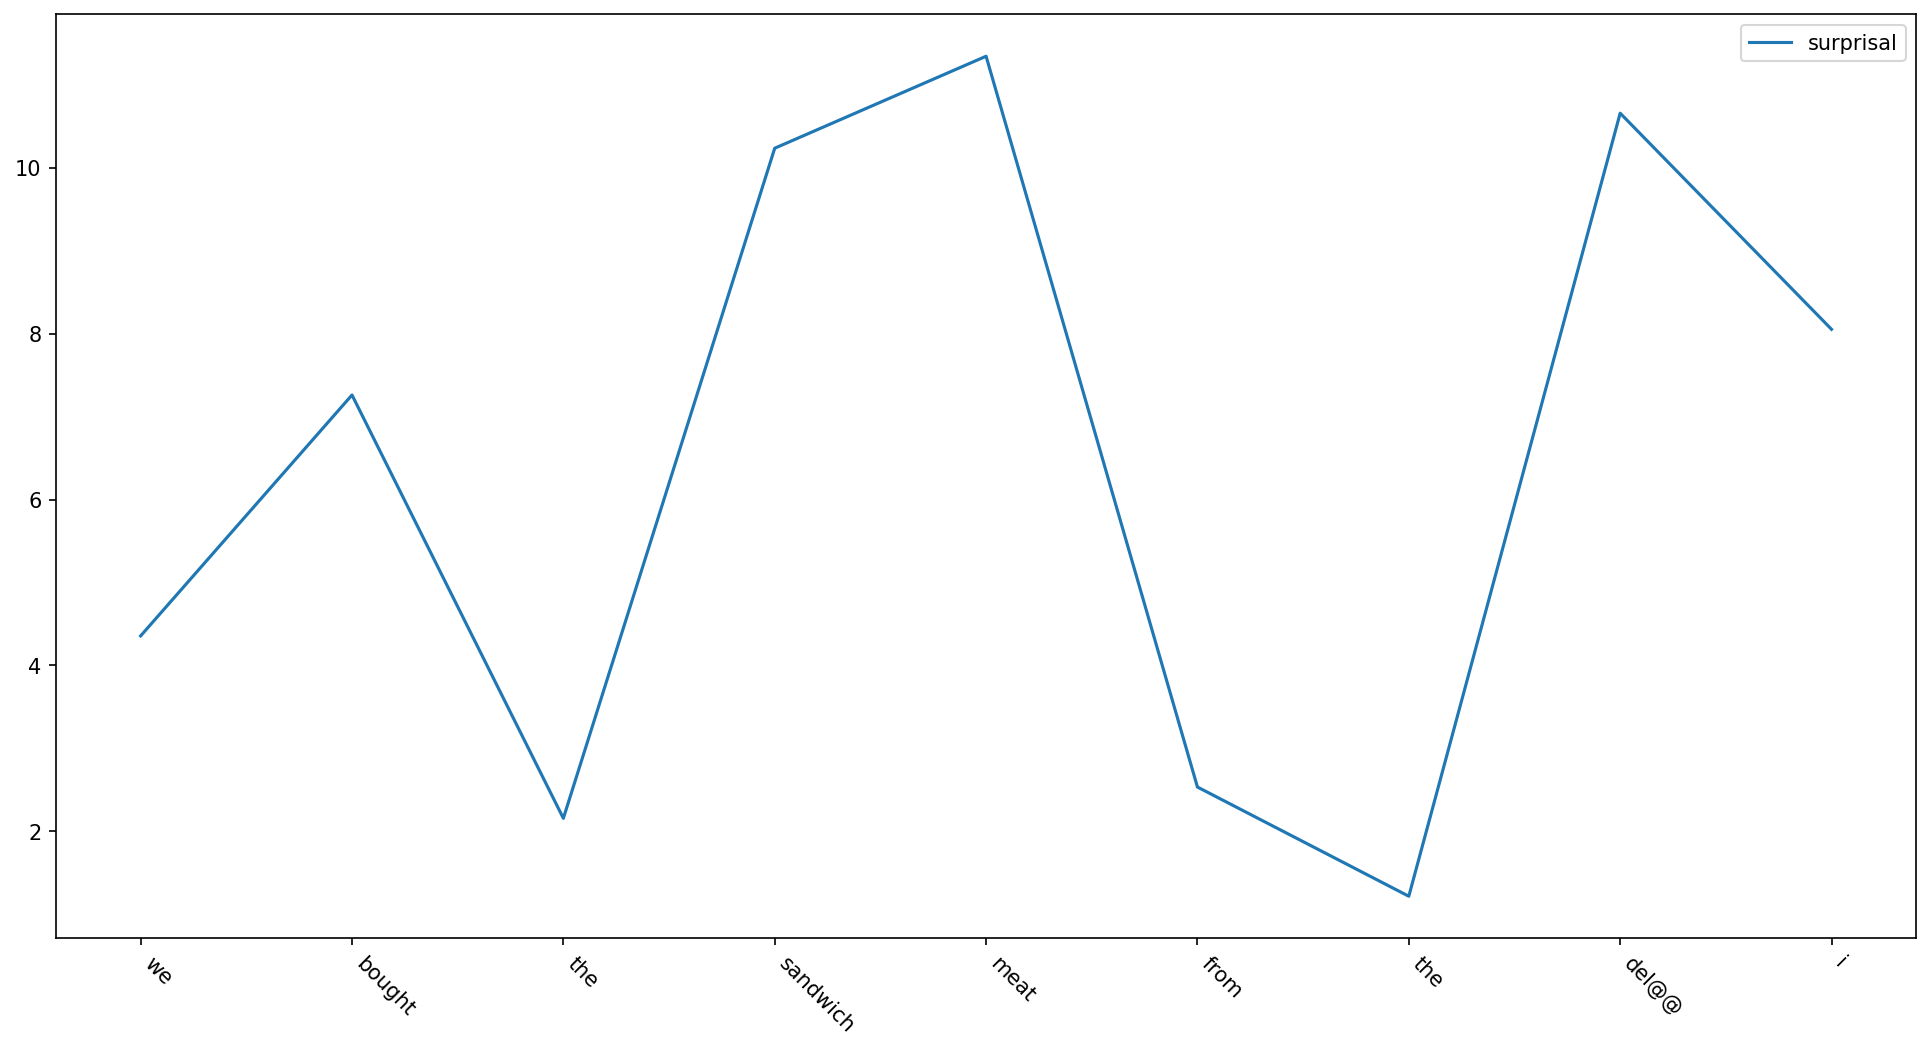 surprisal
10
8
6
4
2
we
bought
the
sandwich
meat
from
the
del@@
i